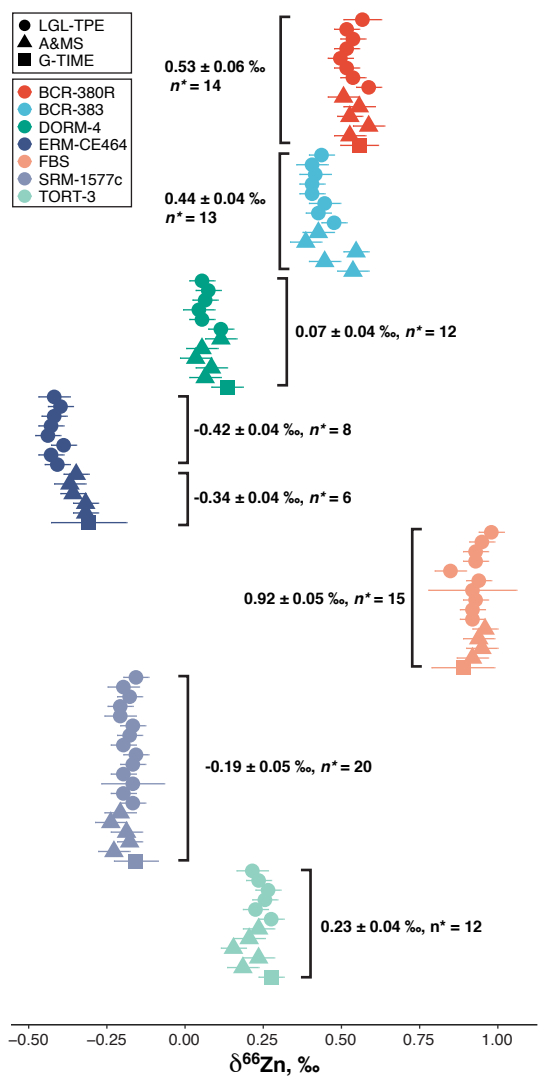 LGL-TPE
A&MS
G-TIME
BCR-380R
BCR-383
DORM-4
ERM-CE464
FBS
SRM-1577c
TORT-3
0.53 ± 0.06 ‰
n* = 14
0.44 ± 0.04 ‰
n* = 13
0.07 ± 0.04 ‰, n* = 12
-0.42 ± 0.04 ‰, n* = 8
-0.34 ± 0.04 ‰, n* = 6
0.92 ± 0.05 ‰, n* = 15
-0.19 ± 0.05 ‰, n* = 20
0.23 ± 0.04 ‰, n* = 12
−0.50 −0.25 0.00 0.25 0.50 0.75 1.00
δ⁶⁶Zn, ‰